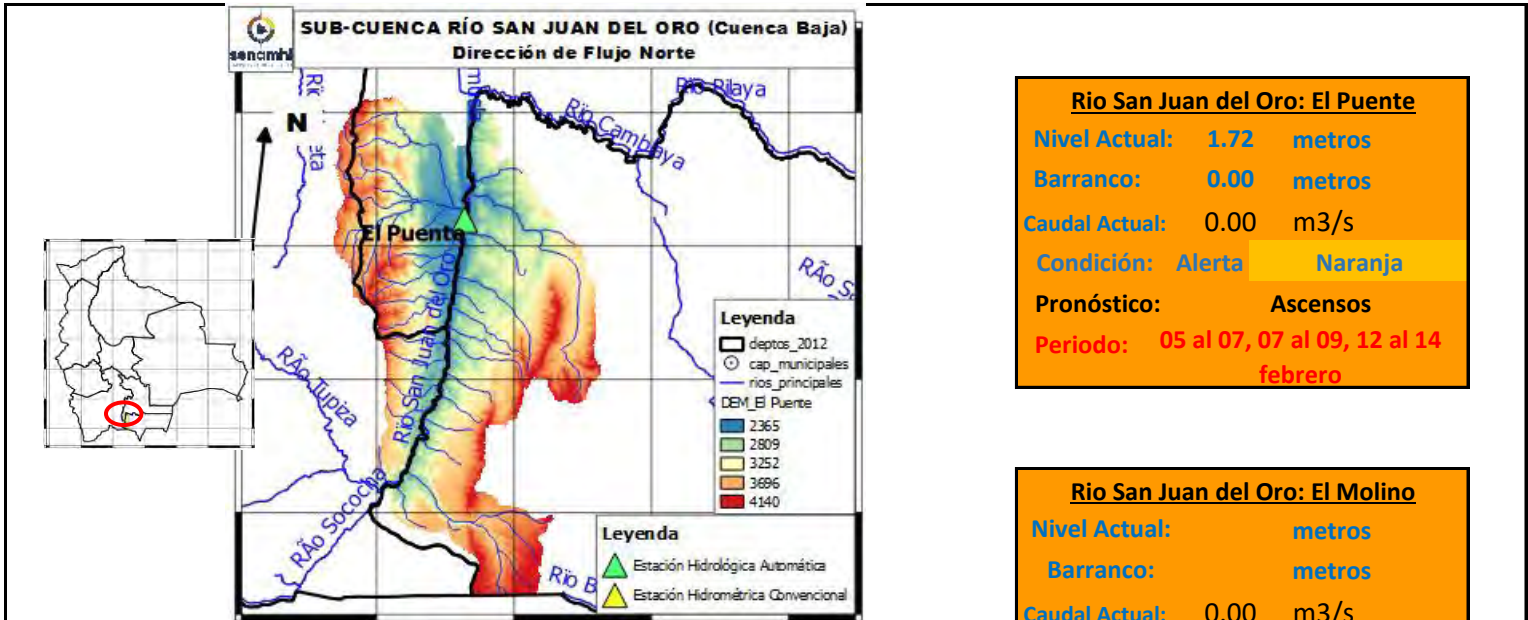 senamhi
SUB-CUENCA RÍO SAN JUAN DEL ORO (Cuenca Baja)
Dirección de Flujo Norte
N
Río Pilaya
Rio Cambaya
El Puente
Río San Juan del Oro
RÃo Tupiza
RÃo Sococha
Leyenda
deptos_2012
cap_municipales
rios_principales
DEM_El Puente
2365
2809
3252
3696
4140
Leyenda
Estación Hidrológica Automática
Estación Hidrométrica Convencional
Rio San Juan del Oro: El Puente
Nivel Actual: 1.72 metros
Barranco: 0.00 metros
Caudal Actual: 0.00 m3/s
Condición: Alerta Naranja
Pronóstico: Ascensos
Periodo: 05 al 07, 07 al 09, 12 al 14
febrero
Rio San Juan del Oro: El Molino
Nivel Actual: metros
Barranco: metros
Caudal Actual: 0.00 m3/s